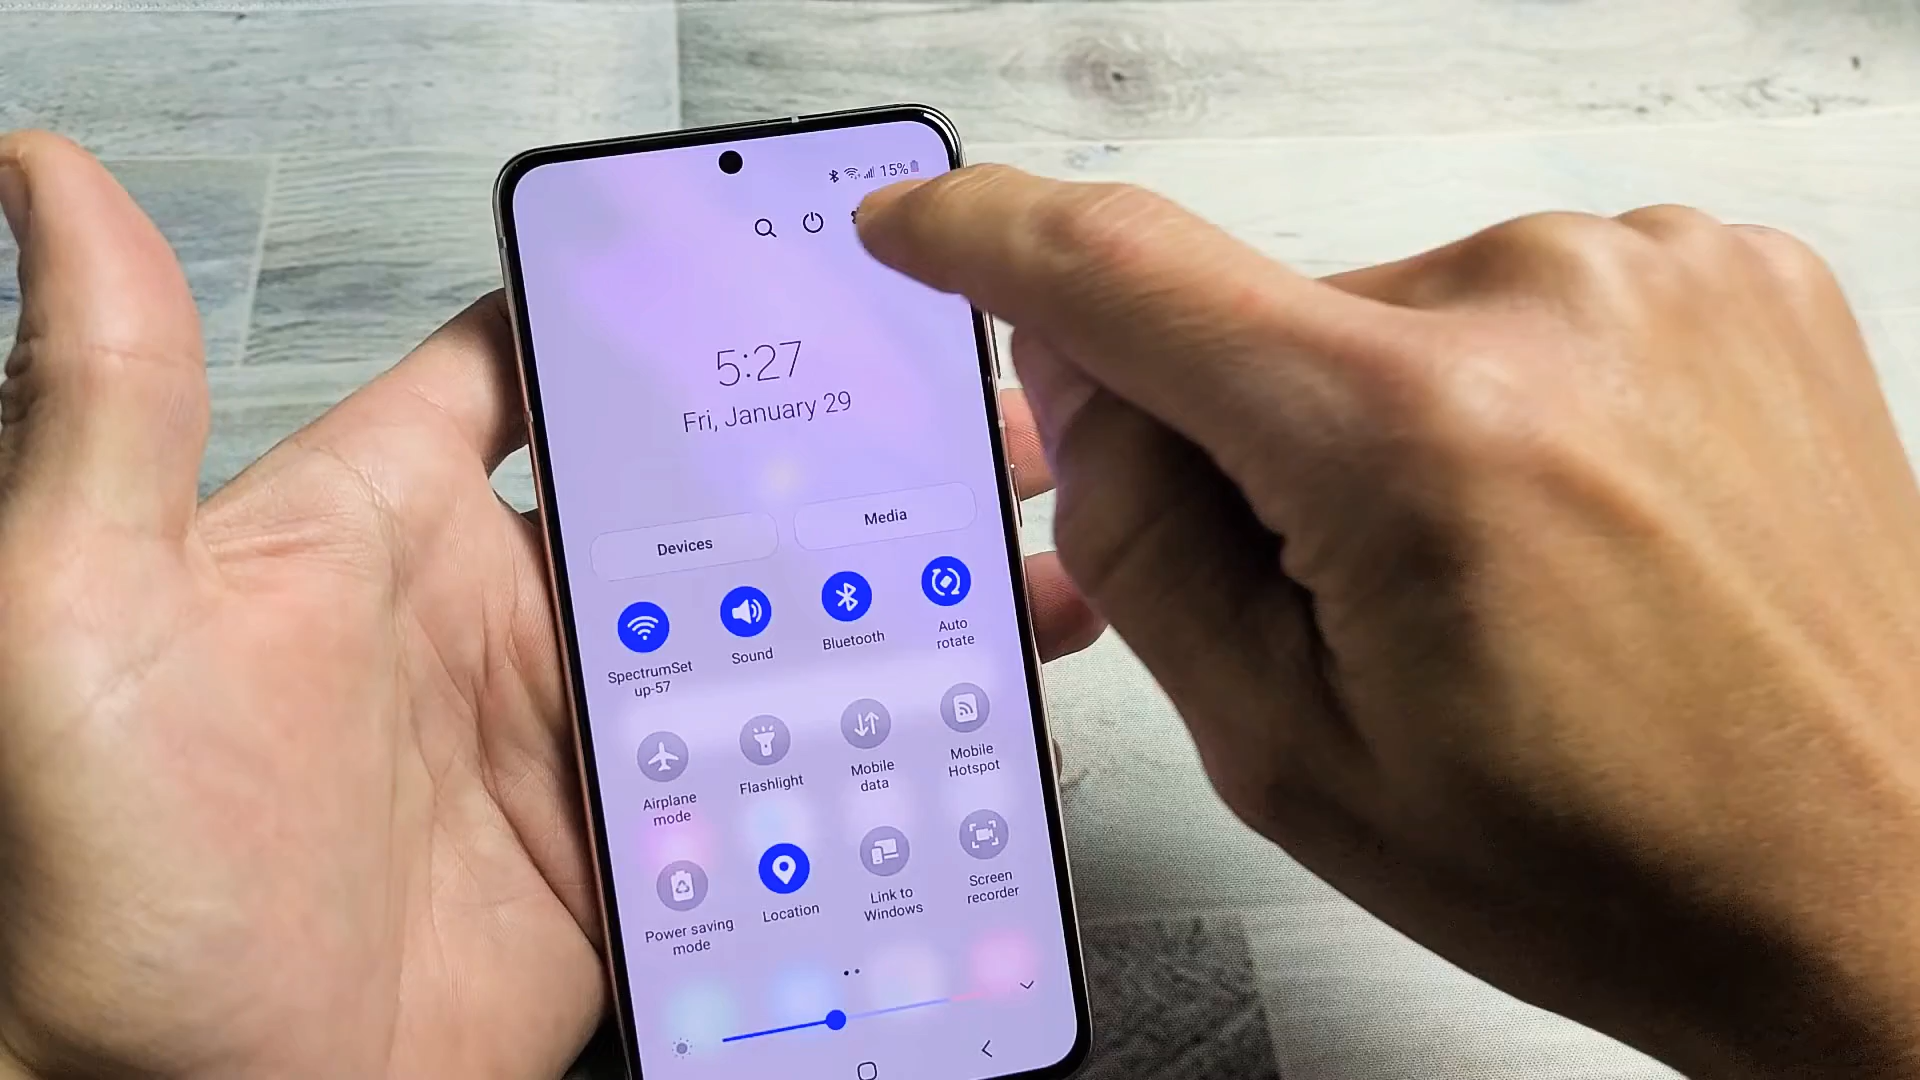 15%
5:27
Fri, January 29
Devices
Media
SpectrumSet
up-57
Sound
Bluetooth
Auto
rotate
Airplane
mode
Flashlight
Mobile
data
Mobile
Hotspot
Power saving
mode
Location
Link to
Windows
Screen
recorder